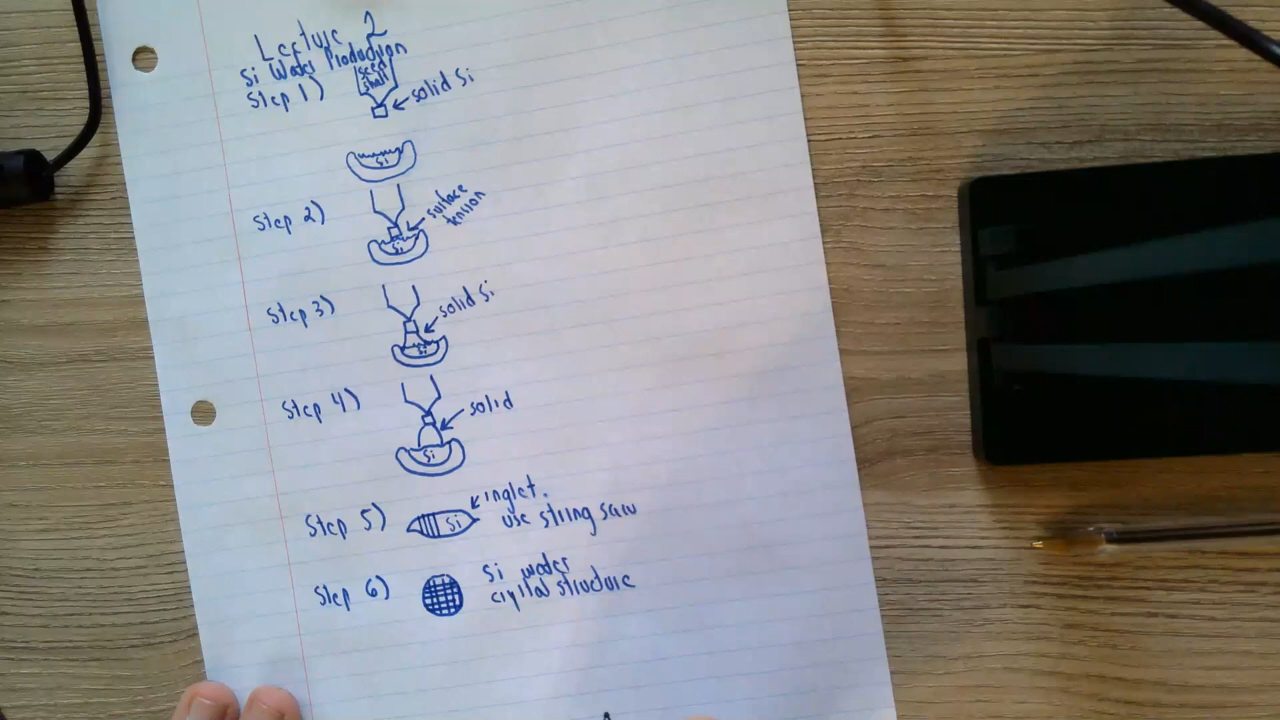 Lecture 2
Si Wafer Production
Step 1)
seed
shaft
solid Si
Si
Step 2)
surface
tension
Si
Step 3)
solid Si
Si
Step 4)
solid
Si
Step 5)
Si
inglet.
use string saw
Step 6)
Si wafer
crystal structure